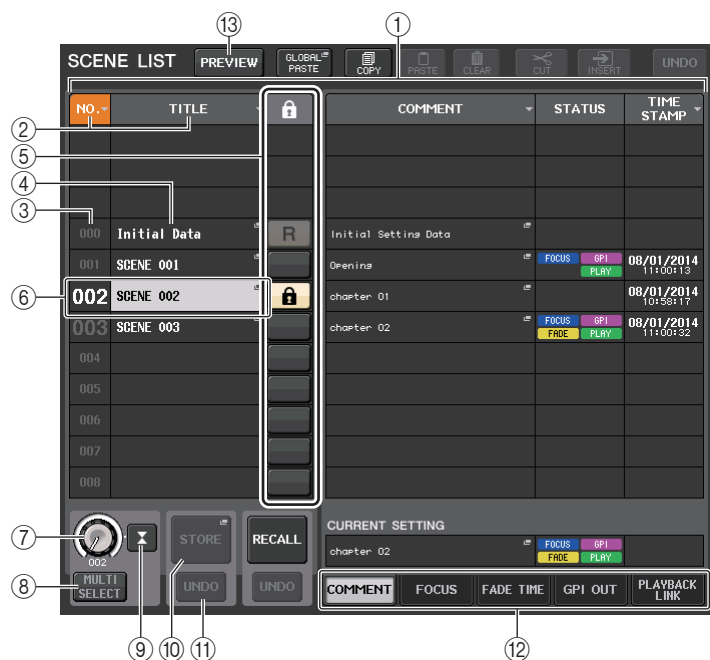 ⑬
①
SCENE LIST PREVIEW GLOBAL PASTE COPY PASTE CLEAR CUT INSERT UNDO
NO. TITLE COMMENT STATUS TIME STAMP
②
⑤
④
③
000 Initial Data R Initial Setting Data
001 SCENE 001 Opening FOCUS GPI PLAY 08/01/2014 11:00:13
⑥
002 SCENE 002 chapter 01 08/01/2014 10:58:17
003 SCENE 003 chapter 02 FOCUS GPI FADE PLAY 08/01/2014 11:00:32
004
005
006
007
008
⑦
002
STORE
RECALL
CURRENT SETTING
chapter 02 FOCUS GPI FADE PLAY
⑧
MULTI SELECT
UNDO
UNDO
COMMENT FOCUS FADE TIME GPI OUT PLAYBACK LINK
⑨ ⑩ ⑪ ⑫